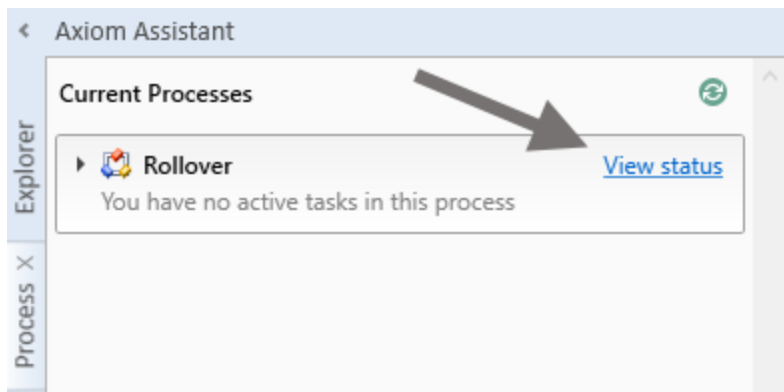 Axiom Assistant
Current Processes
Rollover View status
You have no active tasks in this process
Explorer
Process